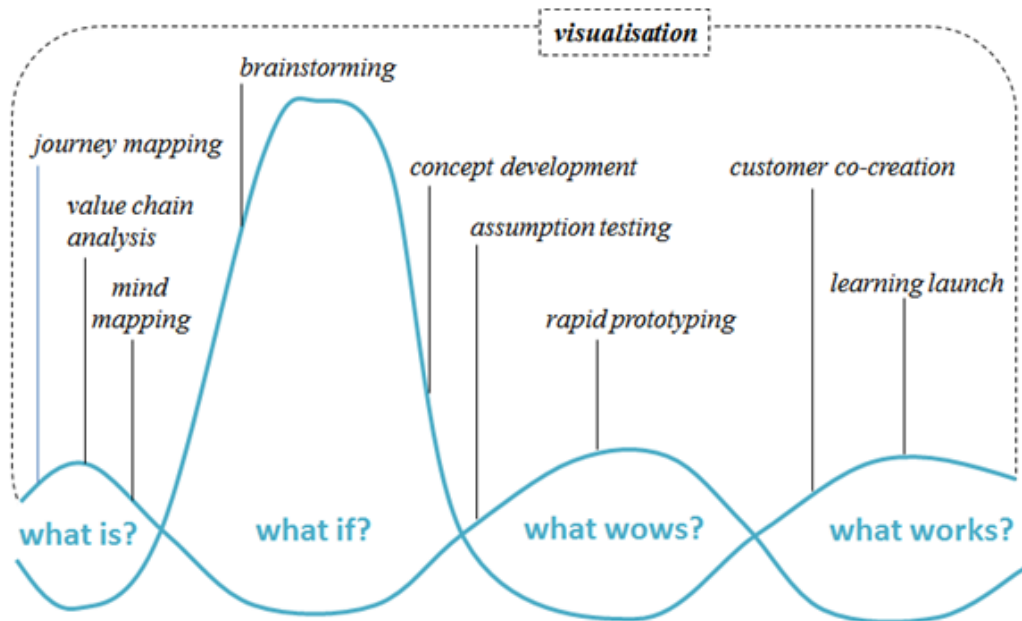 visualisation
brainstorming
journey mapping
value chain
analysis
mind
mapping
concept development
assumption testing
rapid prototyping
customer co-creation
learning launch
what is?
what if?
what wows?
what works?